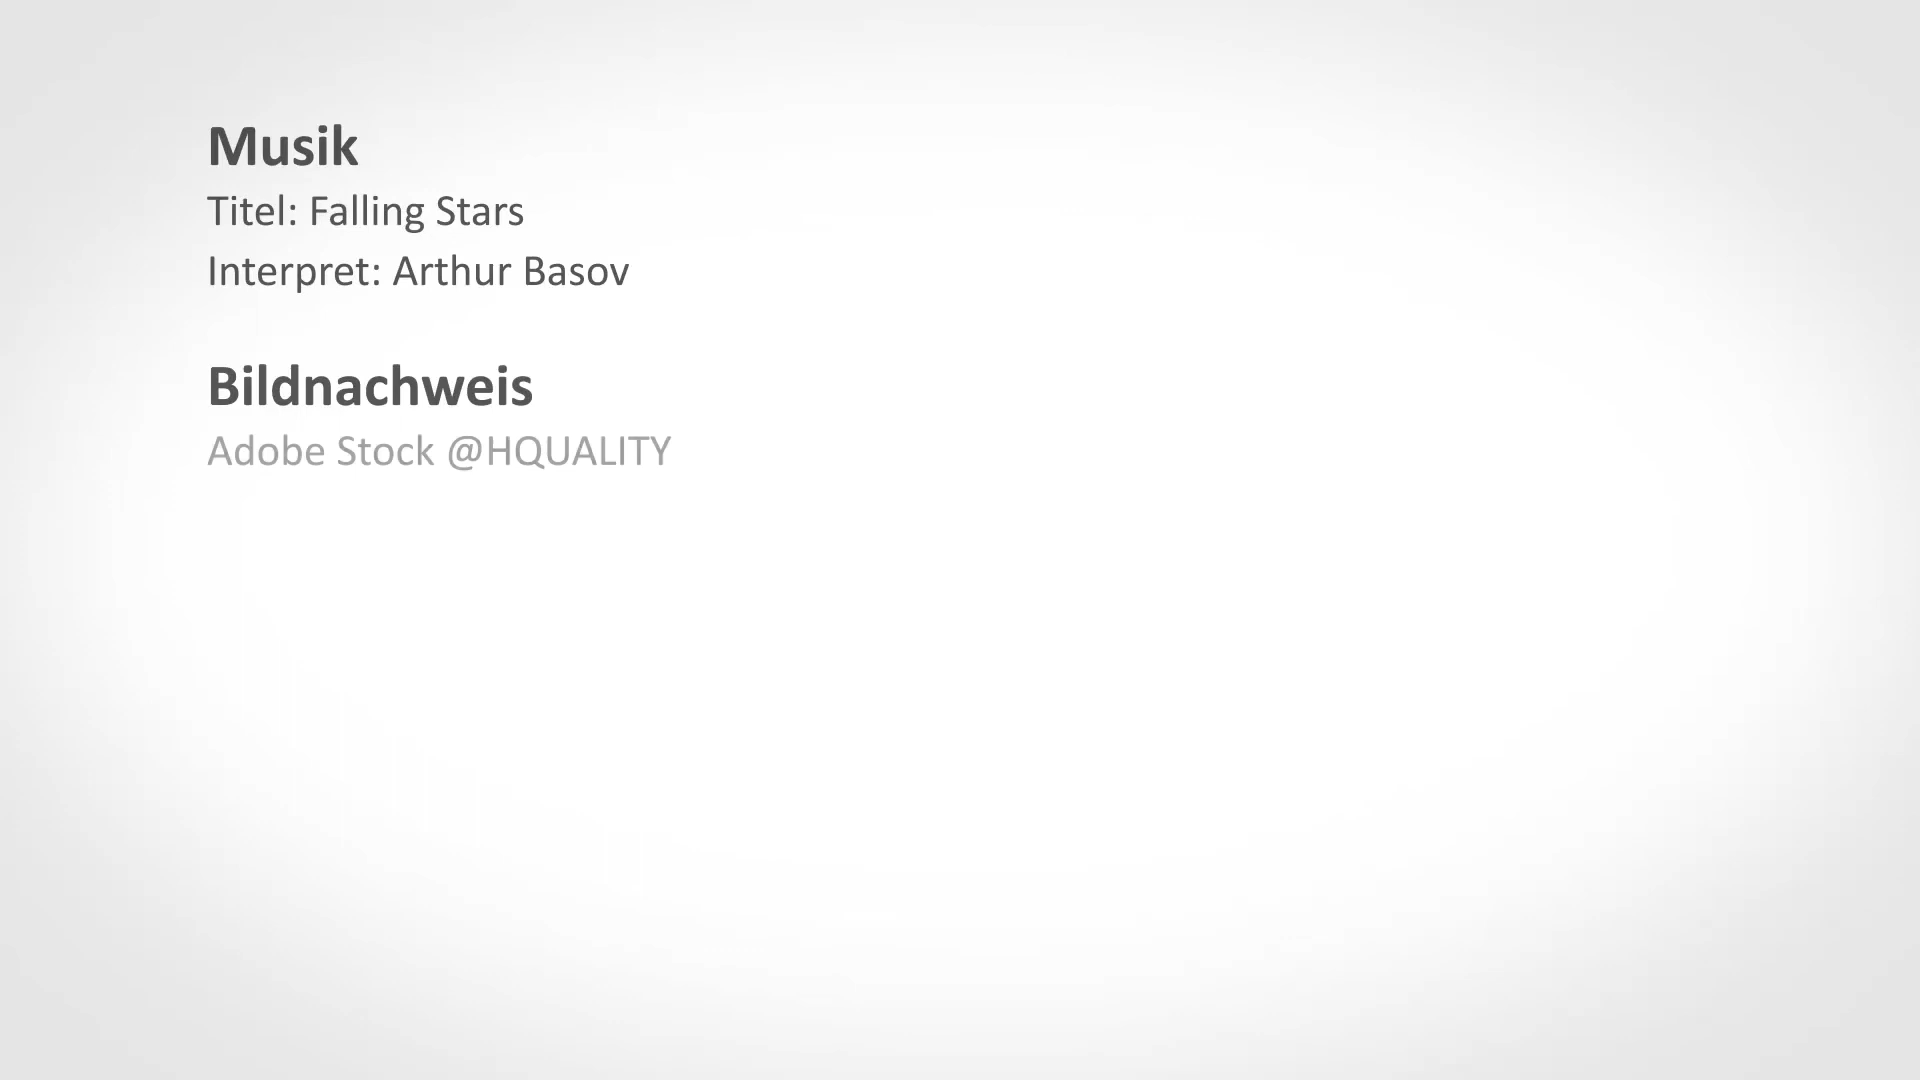 Musik
Titel: Falling Stars
Interpret: Arthur Basov
Bildnachweis
Adobe Stock @HQUALITY